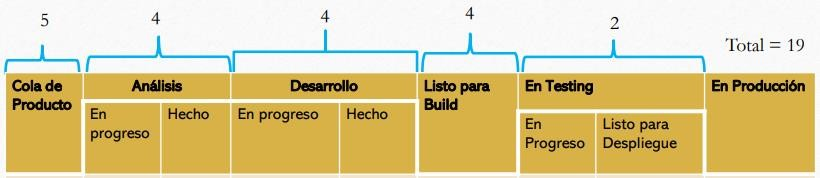 5
4
4
4
2
Total = 19
Cola de
Producto
Análisis
Desarrollo
Listo para
Build
En Testing
En Producción
En
progreso
Hecho
En progreso
Hecho
En
Progreso
Listo para
Despliegue